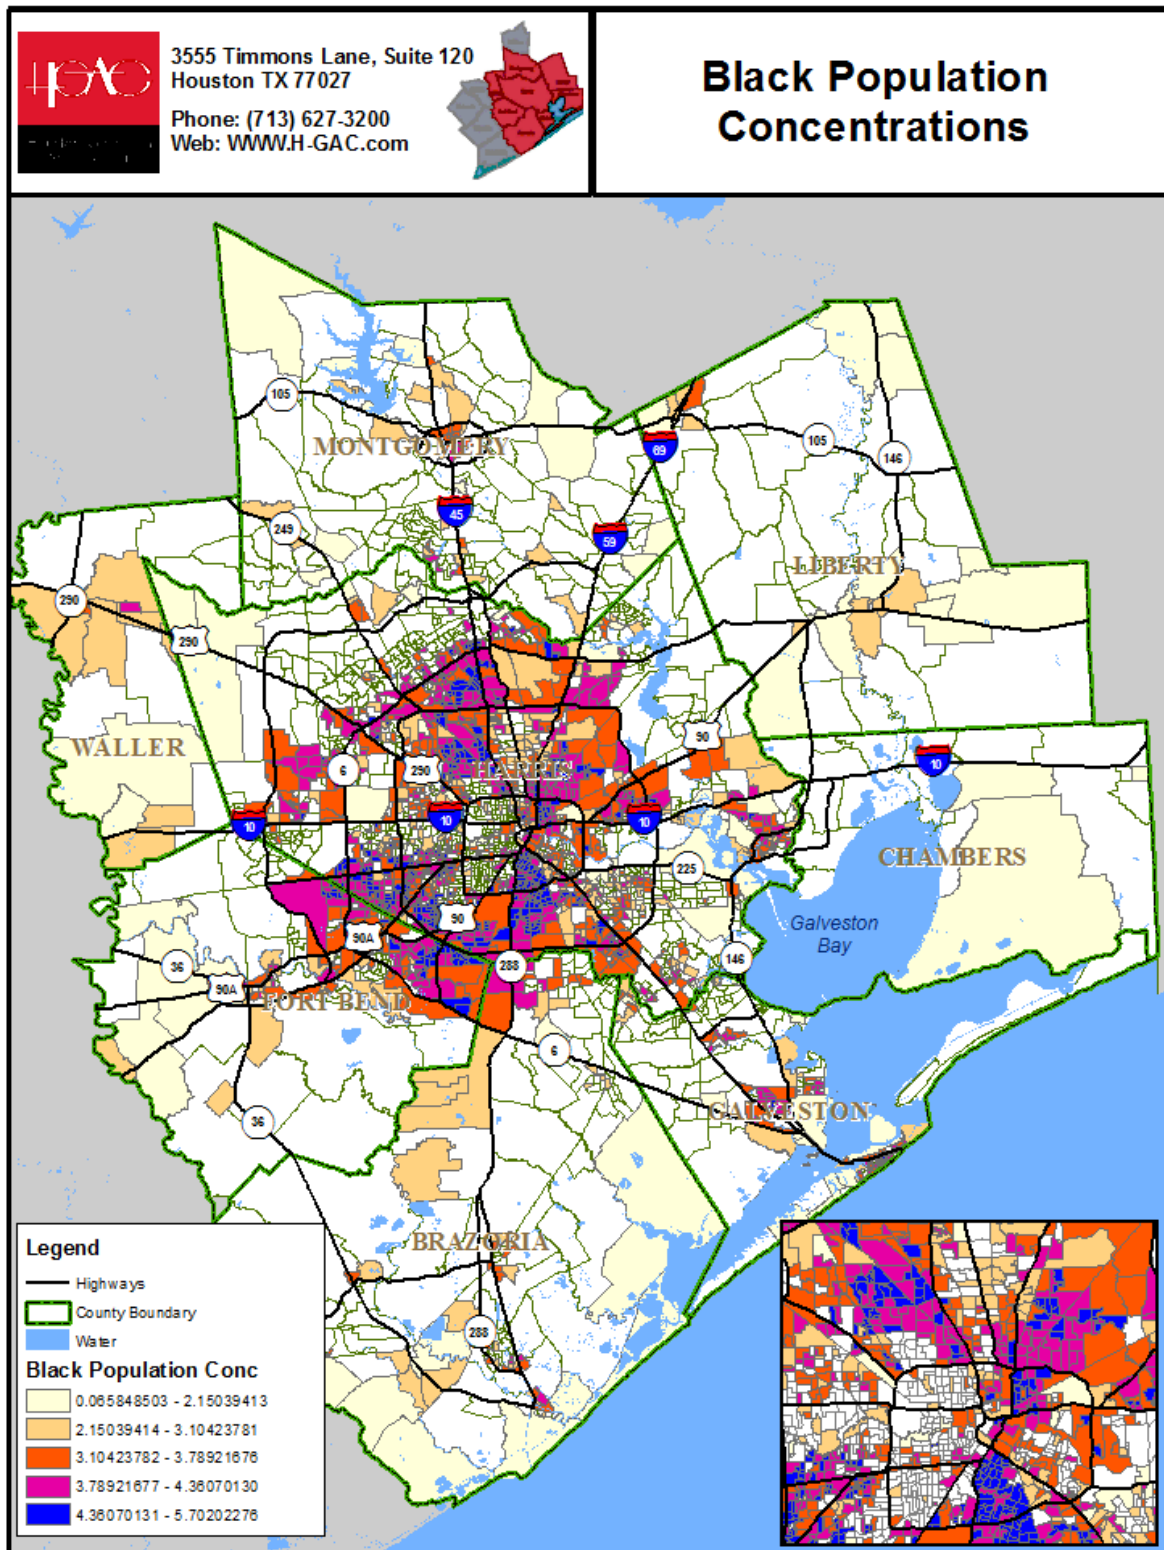 HGAC
3555 Timmons Lane, Suite 120
Houston TX 77027
Phone: (713) 627-3200
Web: WWW.H-GAC.com
Black Population
Concentrations
105
MONTGOMERY
69
105
146
45
249
59
LIBERTY
290
290
WALLER
6
290
HARRIS
90
10
10
10
10
225
CHAMBERS
90
Galveston
Bay
90A
36
288
146
90A
FORT BEND
6
GALVESTON
36
BRAZORIA
288
Legend
Highways
County Boundary
Water
Black Population Conc
0.065848503 - 2.15039413
2.15039414 - 3.10423781
3.10423782 - 3.78921676
3.78921677 - 4.36070130
4.36070131 - 5.70202276